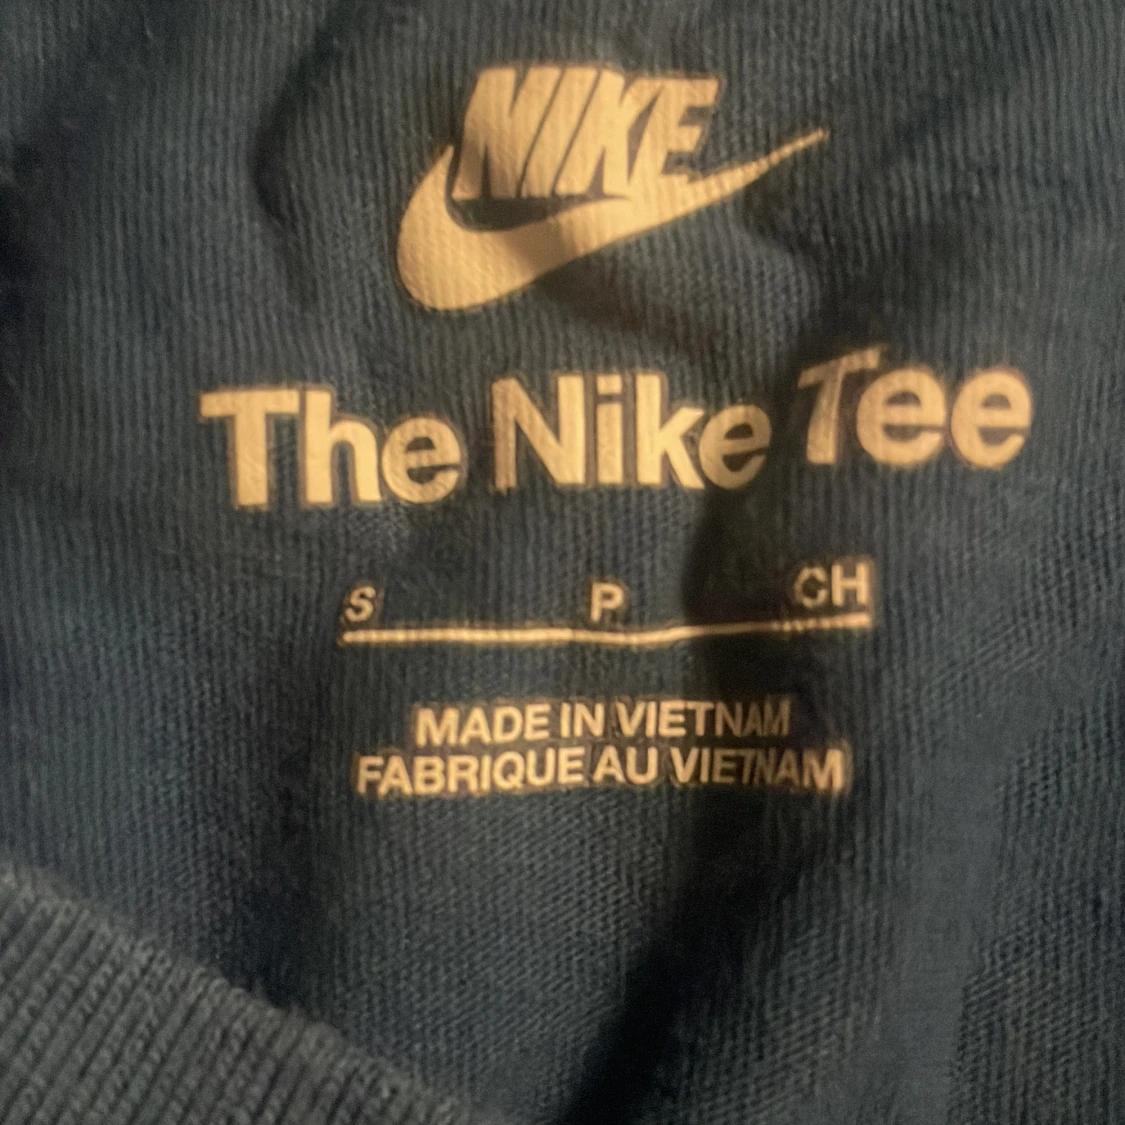 NIKE
The Nike Tee
S P CH
MADE IN VIETNAM
FABRIQUE AU VIETNAM